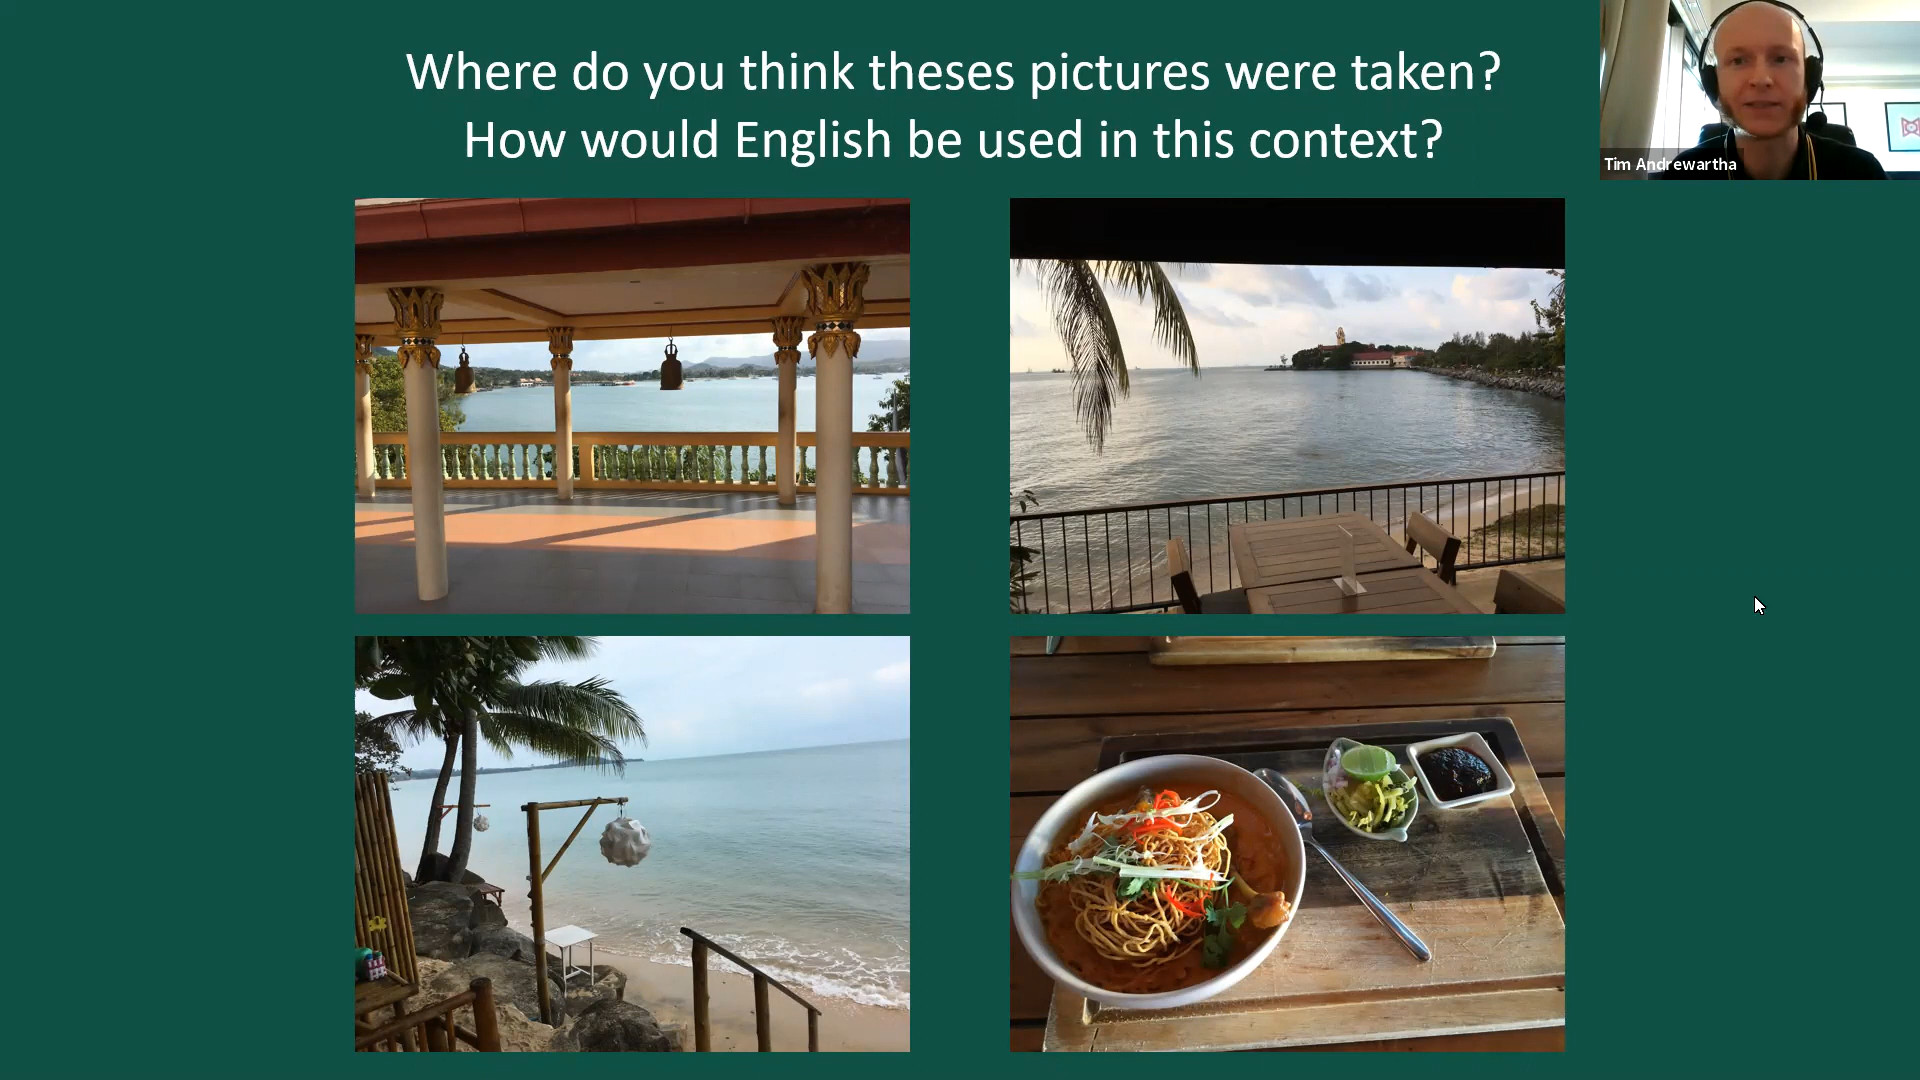 Where do you think theses pictures were taken?
How would English be used in this context?
Tim Andrewartha